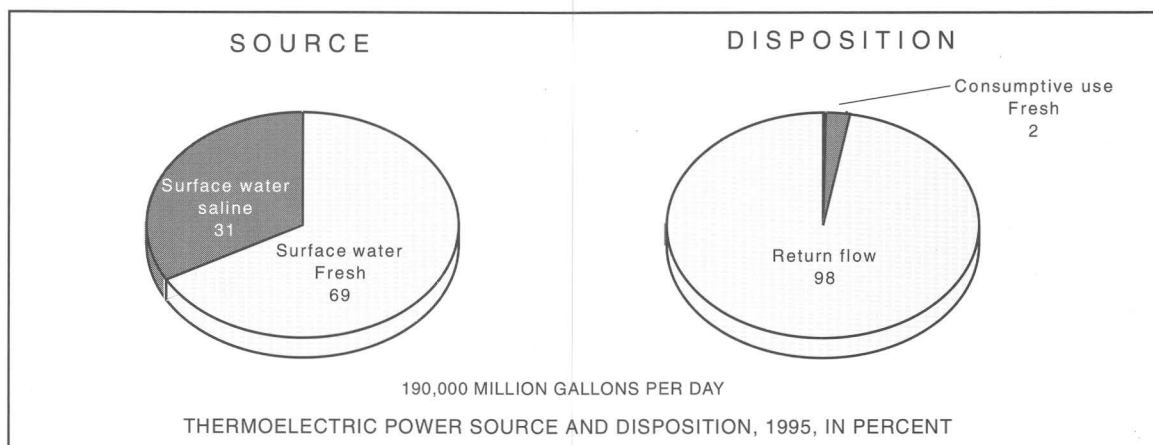 SOURCE
Surface water
saline
31
Surface water
Fresh
69
DISPOSITION
Consumptive use
Fresh
2
Return flow
98
190,000 MILLION GALLONS PER DAY
THERMOELECTRIC POWER SOURCE AND DISPOSITION, 1995, IN PERCENT